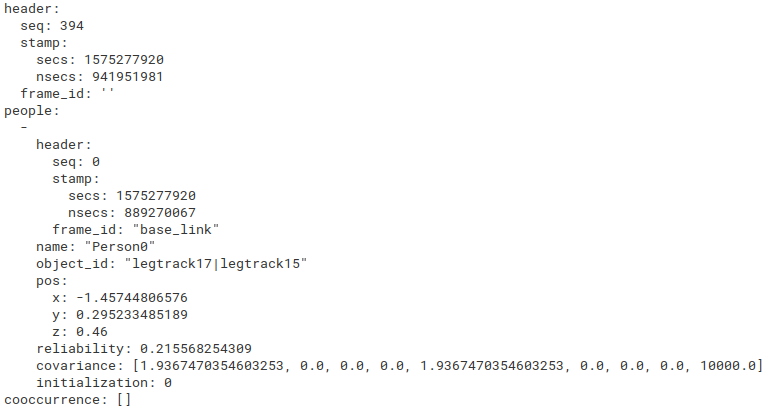 header:
  seq: 394
  stamp:
    secs: 1575277920
    nsecs: 941951981
  frame_id: ''
people:
  -
    header:
      seq: 0
      stamp:
        secs: 1575277920
        nsecs: 889270067
      frame_id: "base_link"
    name: "Person0"
    object_id: "legtrack17|legtrack15"
    pos:
      x: -1.45744806576
      y: 0.295233485189
      z: 0.46
    reliability: 0.215568254309
    covariance: [1.9367470354603253, 0.0, 0.0, 0.0, 1.9367470354603253, 0.0, 0.0, 0.0, 10000.0]
    initialization: 0
cooccurrence: []